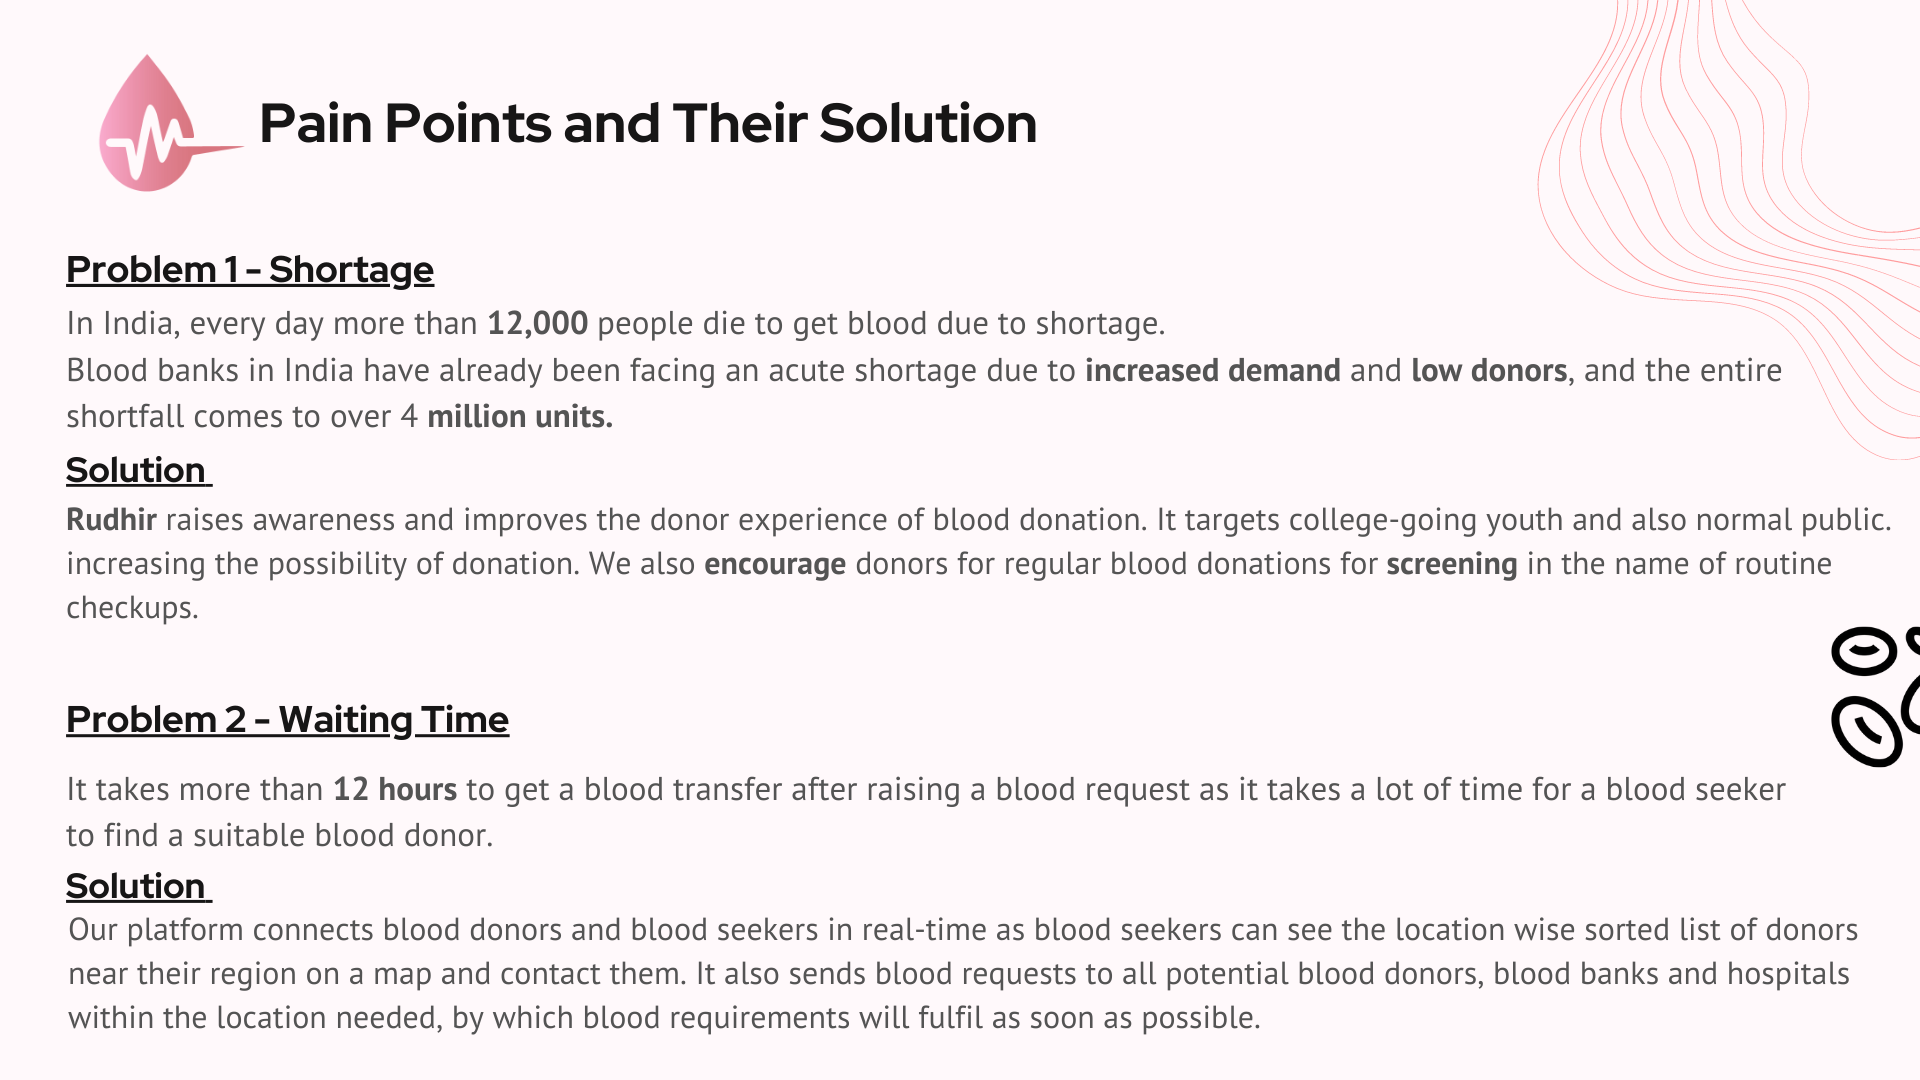 Pain Points and Their Solution
Problem 1 - Shortage
In India, every day more than 12,000 people die to get blood due to shortage.
Blood banks in India have already been facing an acute shortage due to increased demand and low donors, and the entire
shortfall comes to over 4 million units.
Solution
Rudhir raises awareness and improves the donor experience of blood donation. It targets college-going youth and also normal public.
increasing the possibility of donation. We also encourage donors for regular blood donations for screening in the name of routine
checkups.
Problem 2 - Waiting Time
It takes more than 12 hours to get a blood transfer after raising a blood request as it takes a lot of time for a blood seeker
to find a suitable blood donor.
Solution
Our platform connects blood donors and blood seekers in real-time as blood seekers can see the location wise sorted list of donors
near their region on a map and contact them. It also sends blood requests to all potential blood donors, blood banks and hospitals
within the location needed, by which blood requirements will fulfil as soon as possible.